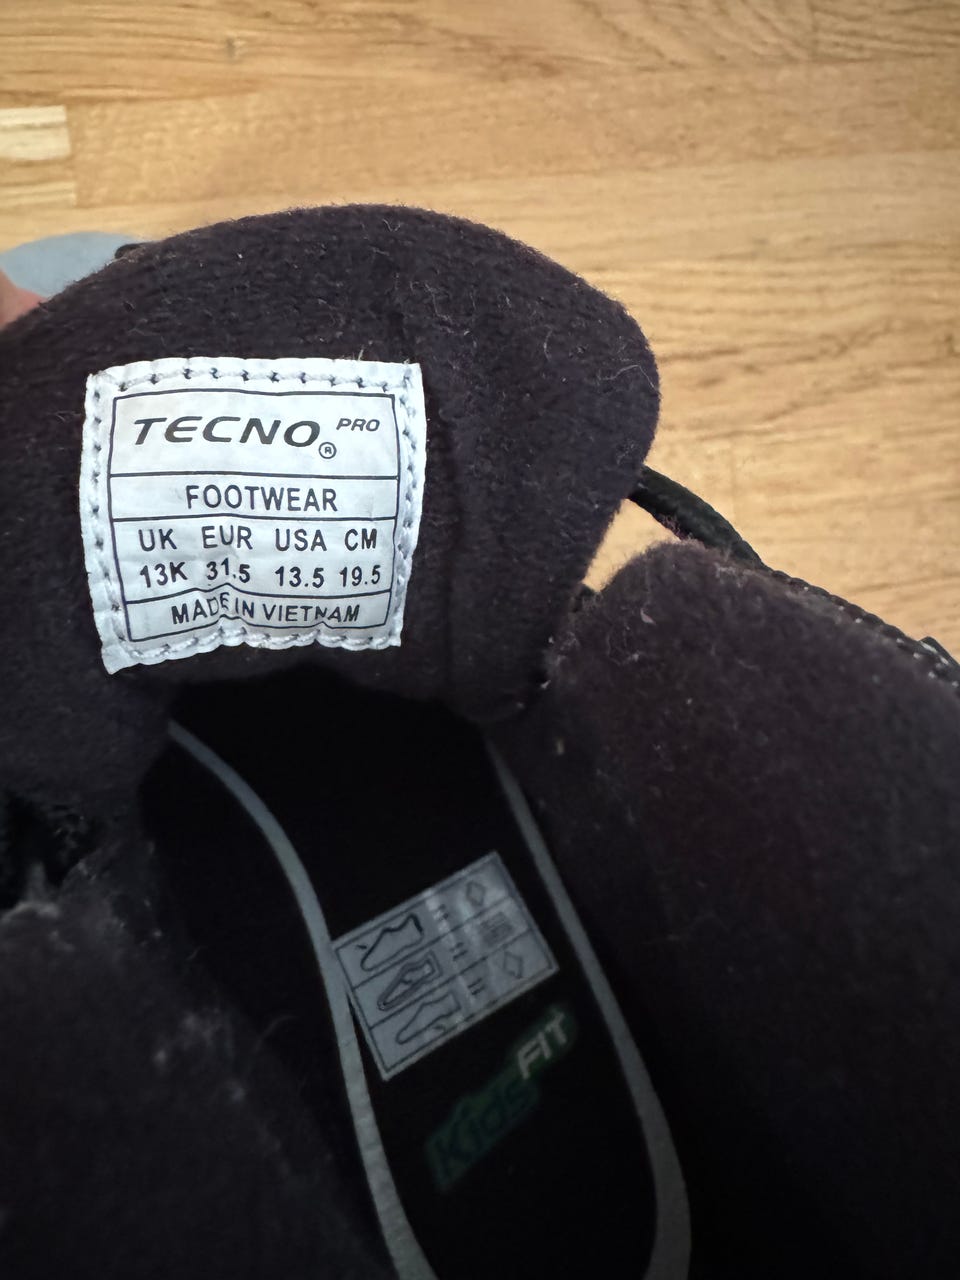 TECNO® PRO
FOOTWEAR
UK EUR USA CM
13K 31.5 13.5 19.5
MADE IN VIETNAM
KidsFIT